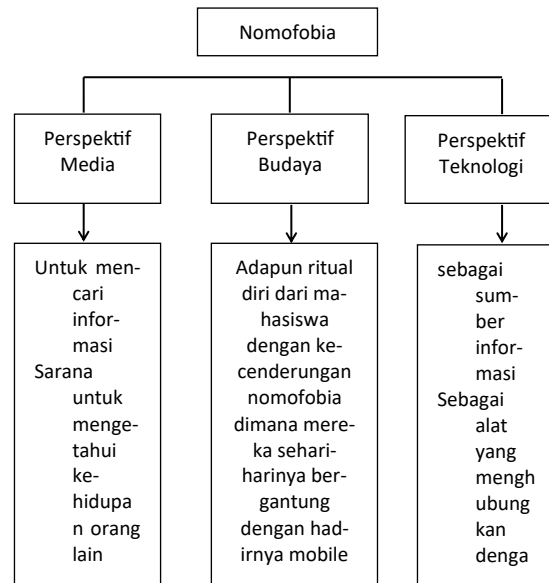 Nomofobia
Perspektif
Media
Perspektif
Budaya
Perspektif
Teknologi
Untuk men-
cari
infor-
masi
Sarana
untuk
menge-
tahui
ke-
hidupa
n orang
lain
Adapun ritual
diri dari ma-
hasiswa
dengan ke-
cenderungan
nomofobia
dimana mere-
ka sehari-
harinya ber-
gantung
dengan had-
irnya mobile
sebagai
sum-
ber
infor-
masi
Sebagai
alat
yang
mengh
ubung
kan
denga